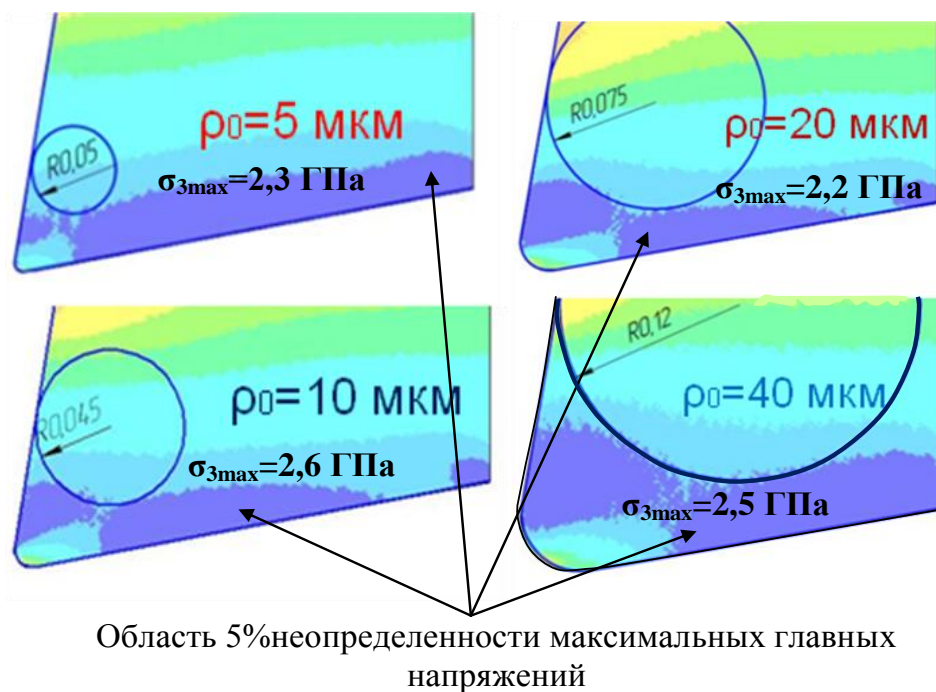 R0,05
ρ0=5 мкм
σ3max=2,3 ГПа
R0,075
ρ0=20 мкм
σ3max=2,2 ГПа
R0,045
ρ0=10 мкм
σ3max=2,6 ГПа
R0,12
ρ0=40 мкм
σ3max=2,5 ГПа
Область 5%неопределенности максимальных главных
напряжений